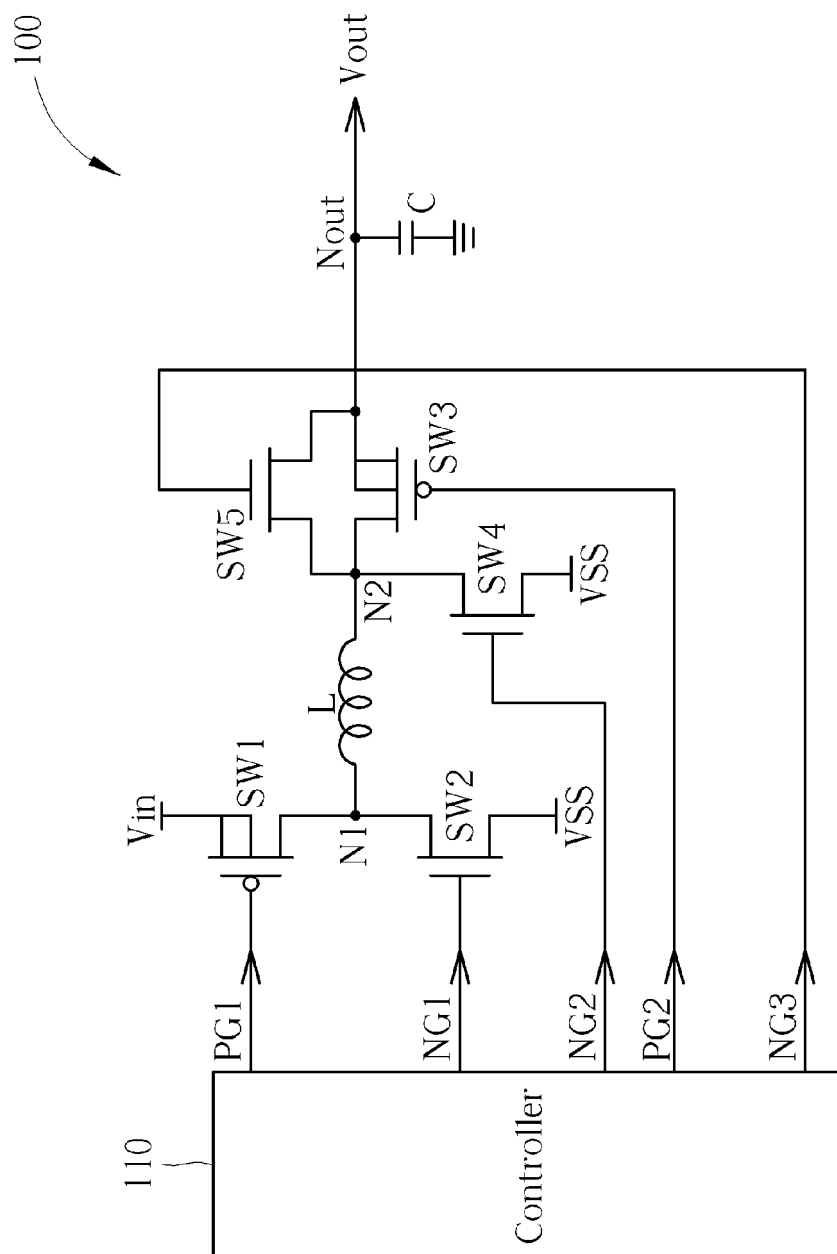 100
Vin
SW1
N1
SW2
VSS
L
N2
SW5
SW3
SW4
VSS
Nout
C
Vout
PG1
NG1
NG2
PG2
NG3
110
Controller